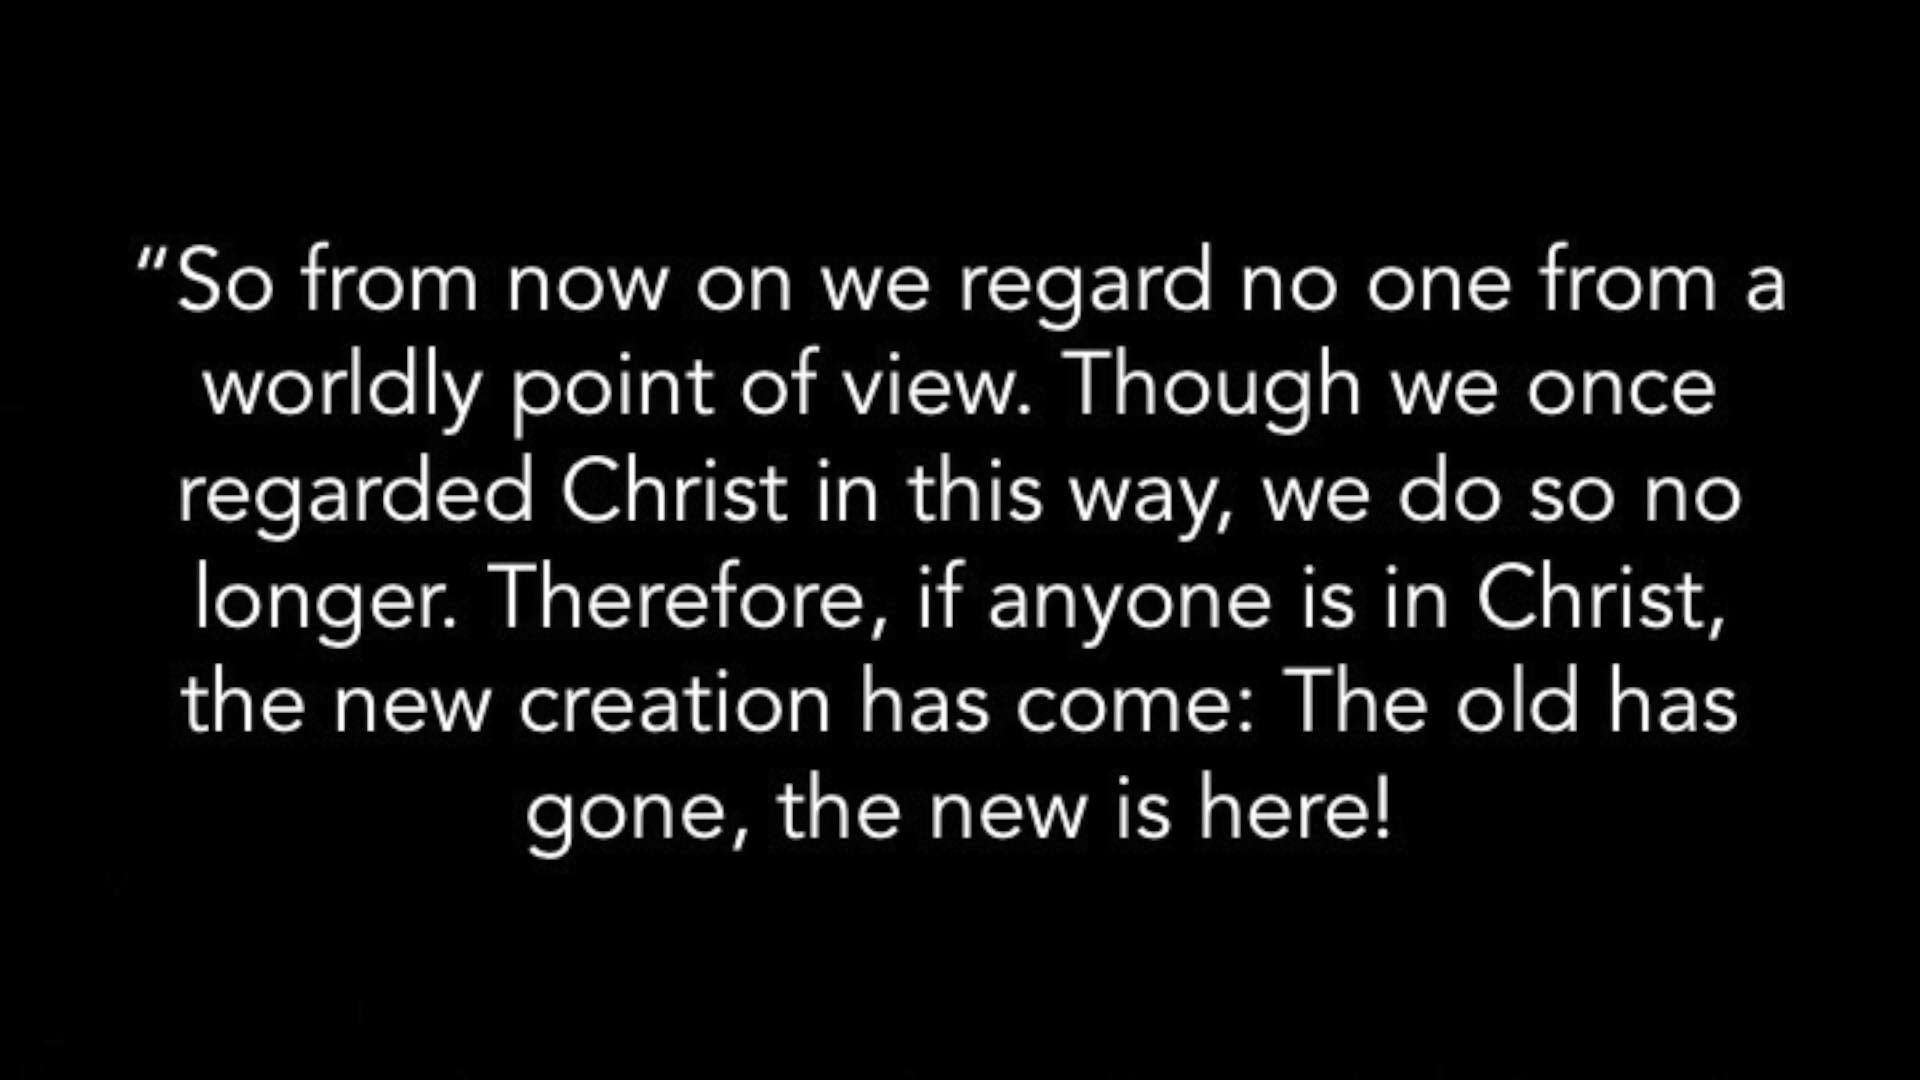 "So from now on we regard no one from a
worldly point of view. Though we once
regarded Christ in this way, we do so no
longer. Therefore, if anyone is in Christ,
the new creation has come: The old has
gone, the new is here!